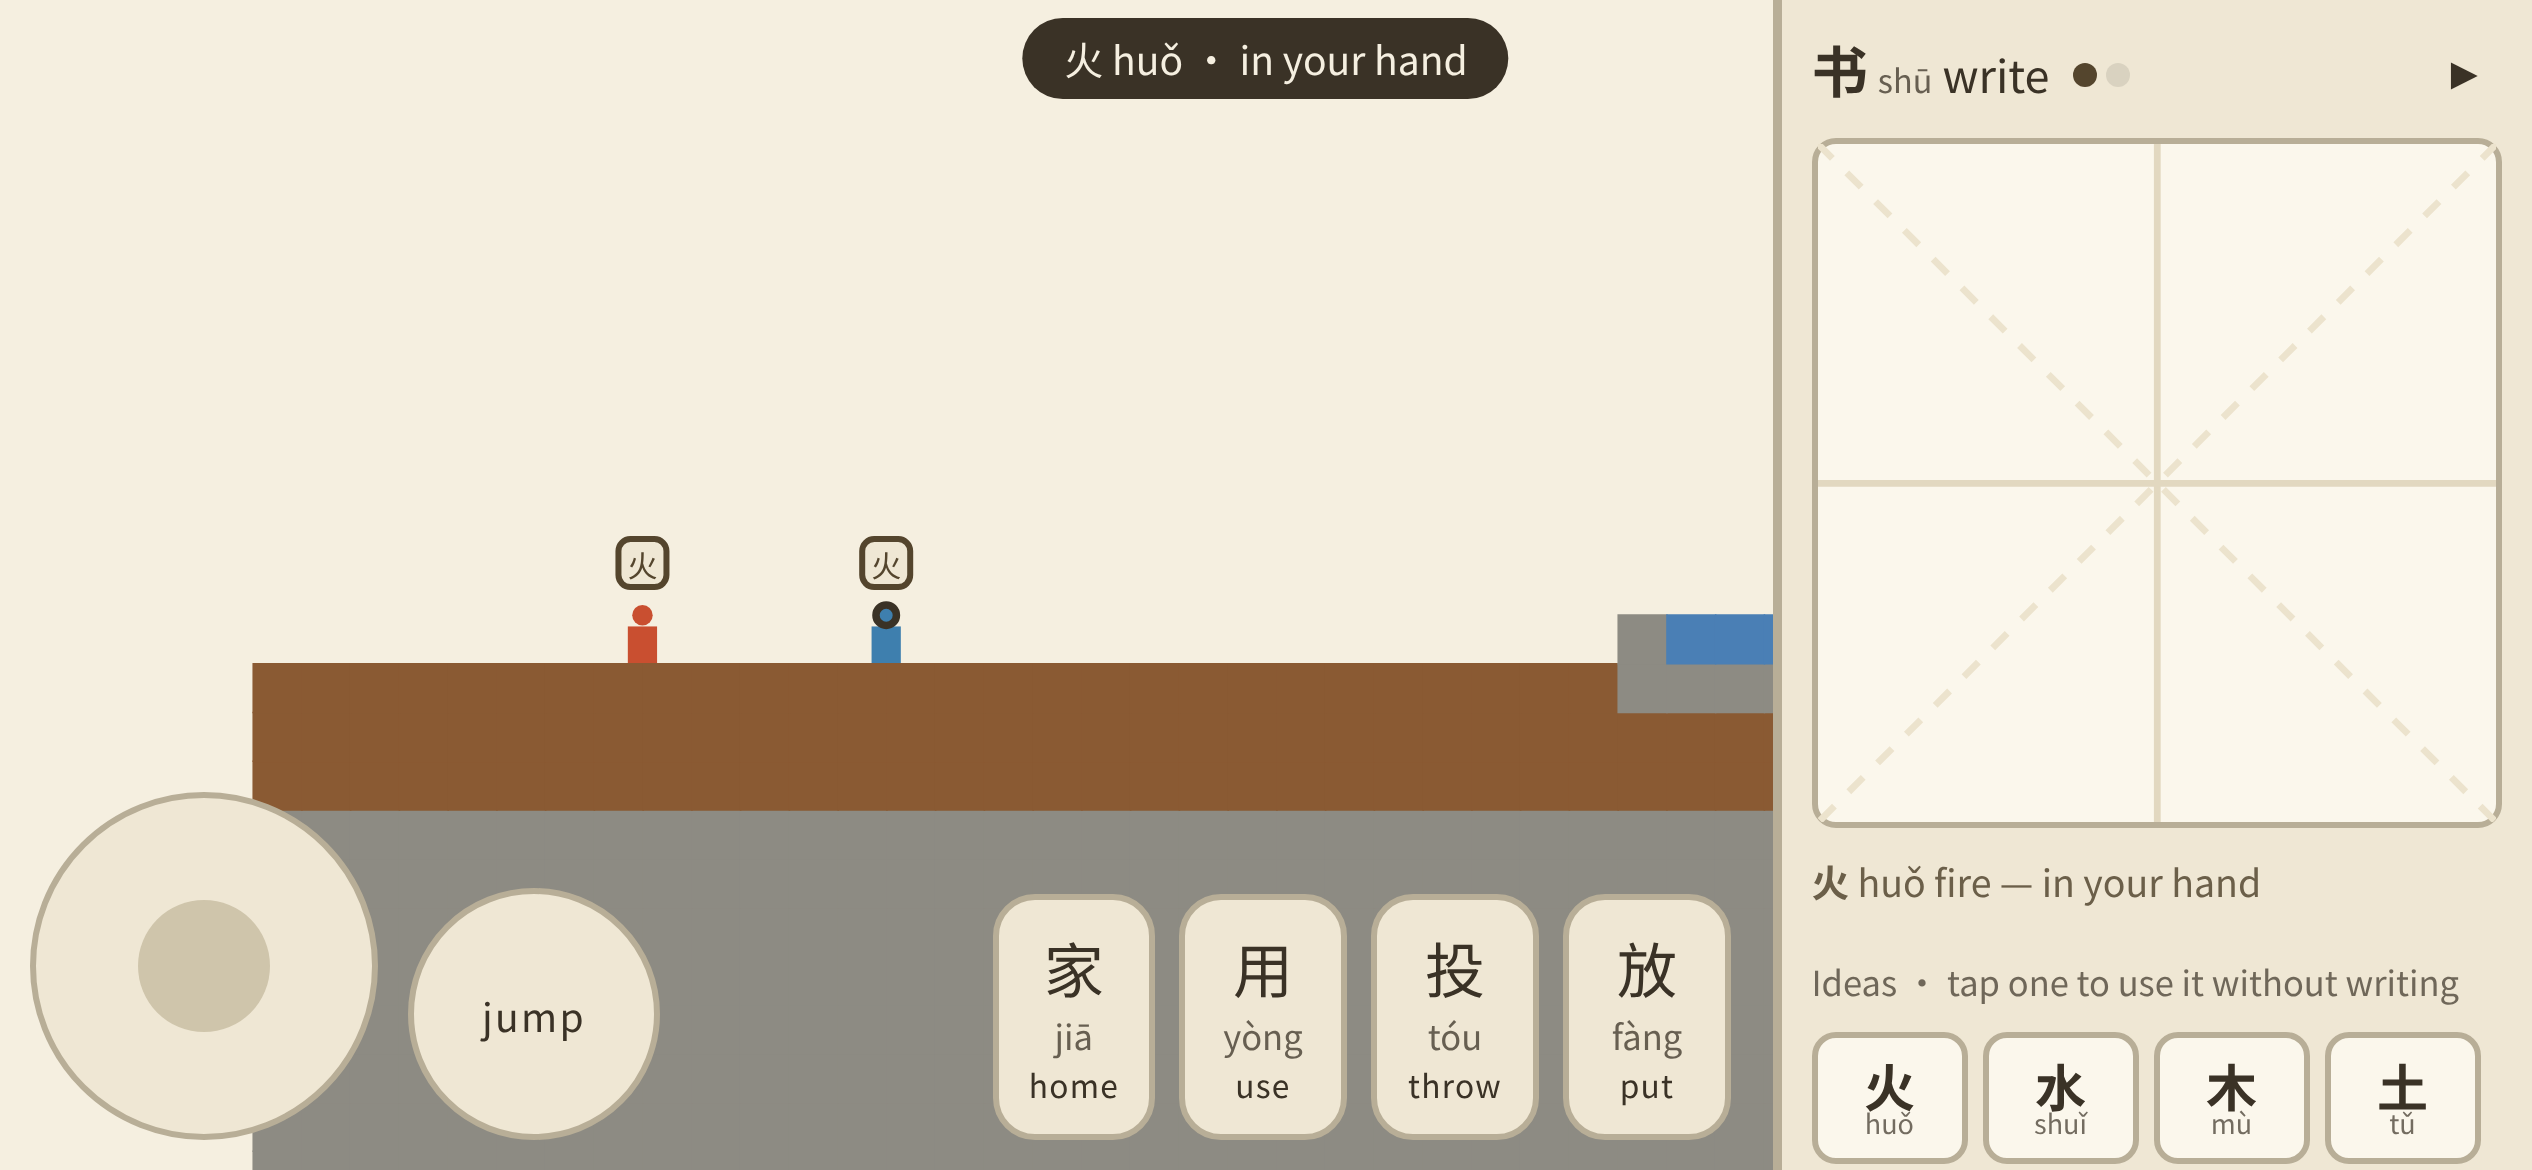 火 huǒ · in your hand
火
火
jump
家
jiā
home
用
yòng
use
投
tóu
throw
放
fàng
put
书 shū write
火 huǒ fire — in your hand
Ideas · tap one to use it without writing
火
huǒ
水
shuǐ
木
mù
土
tǔ